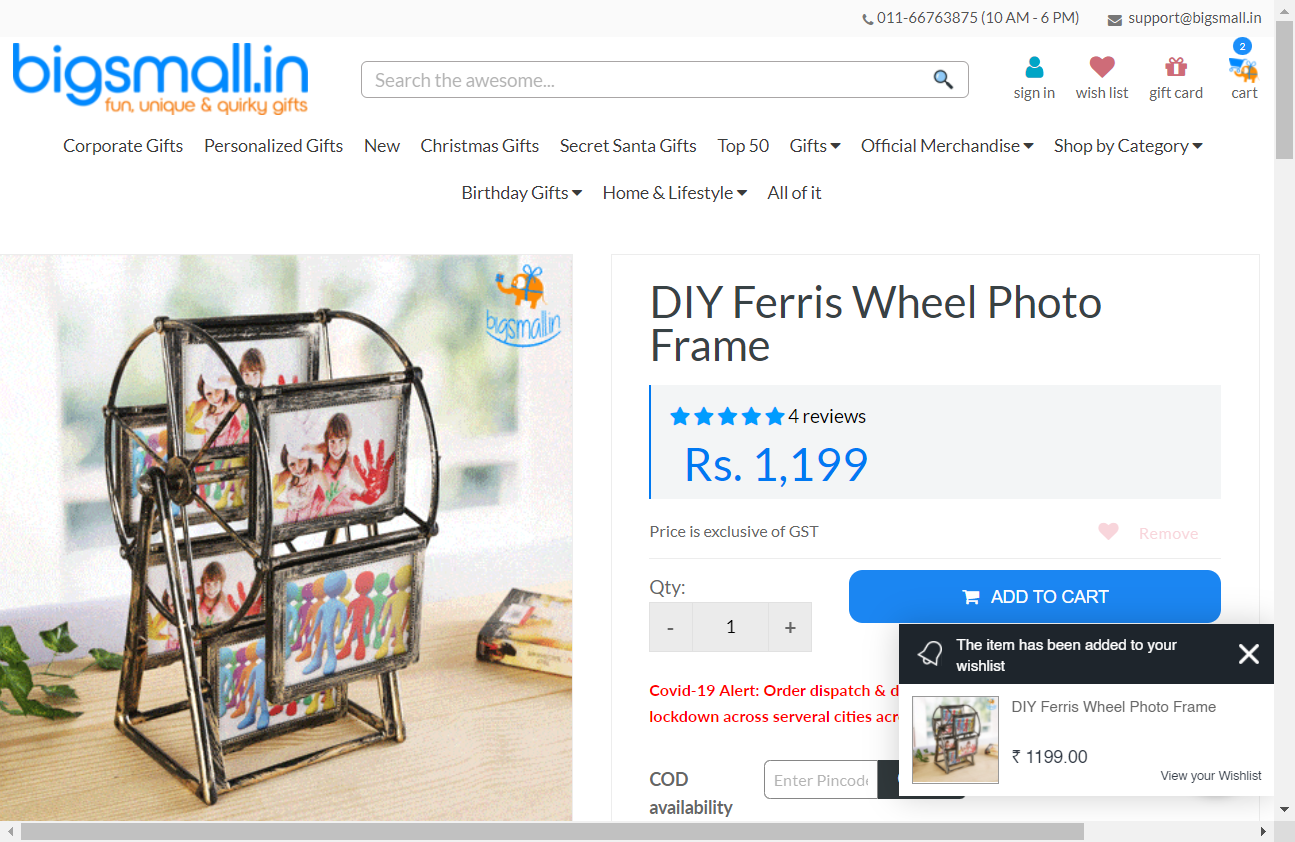 011-66763875 (10 AM - 6 PM)
support@bigsmall.in
bigsmall.in
fun, unique & quirky gifts
Search the awesome...
sign in
wish list
gift card
2
cart
Corporate Gifts
Personalized Gifts
New
Christmas Gifts
Secret Santa Gifts
Top 50
Gifts
Official Merchandise
Shop by Category
Birthday Gifts
Home & Lifestyle
All of it
bigsmall.in
DIY Ferris Wheel Photo
Frame
4 reviews
Rs. 1,199
Price is exclusive of GST
Remove
Qty:
- 1 +
ADD TO CART
Covid-19 Alert: Order dispatch & d
lockdown across serveral cities
COD
availability
Enter Pincode
The item has been added to your
wishlist
DIY Ferris Wheel Photo Frame
₹ 1199.00
View your Wishlist